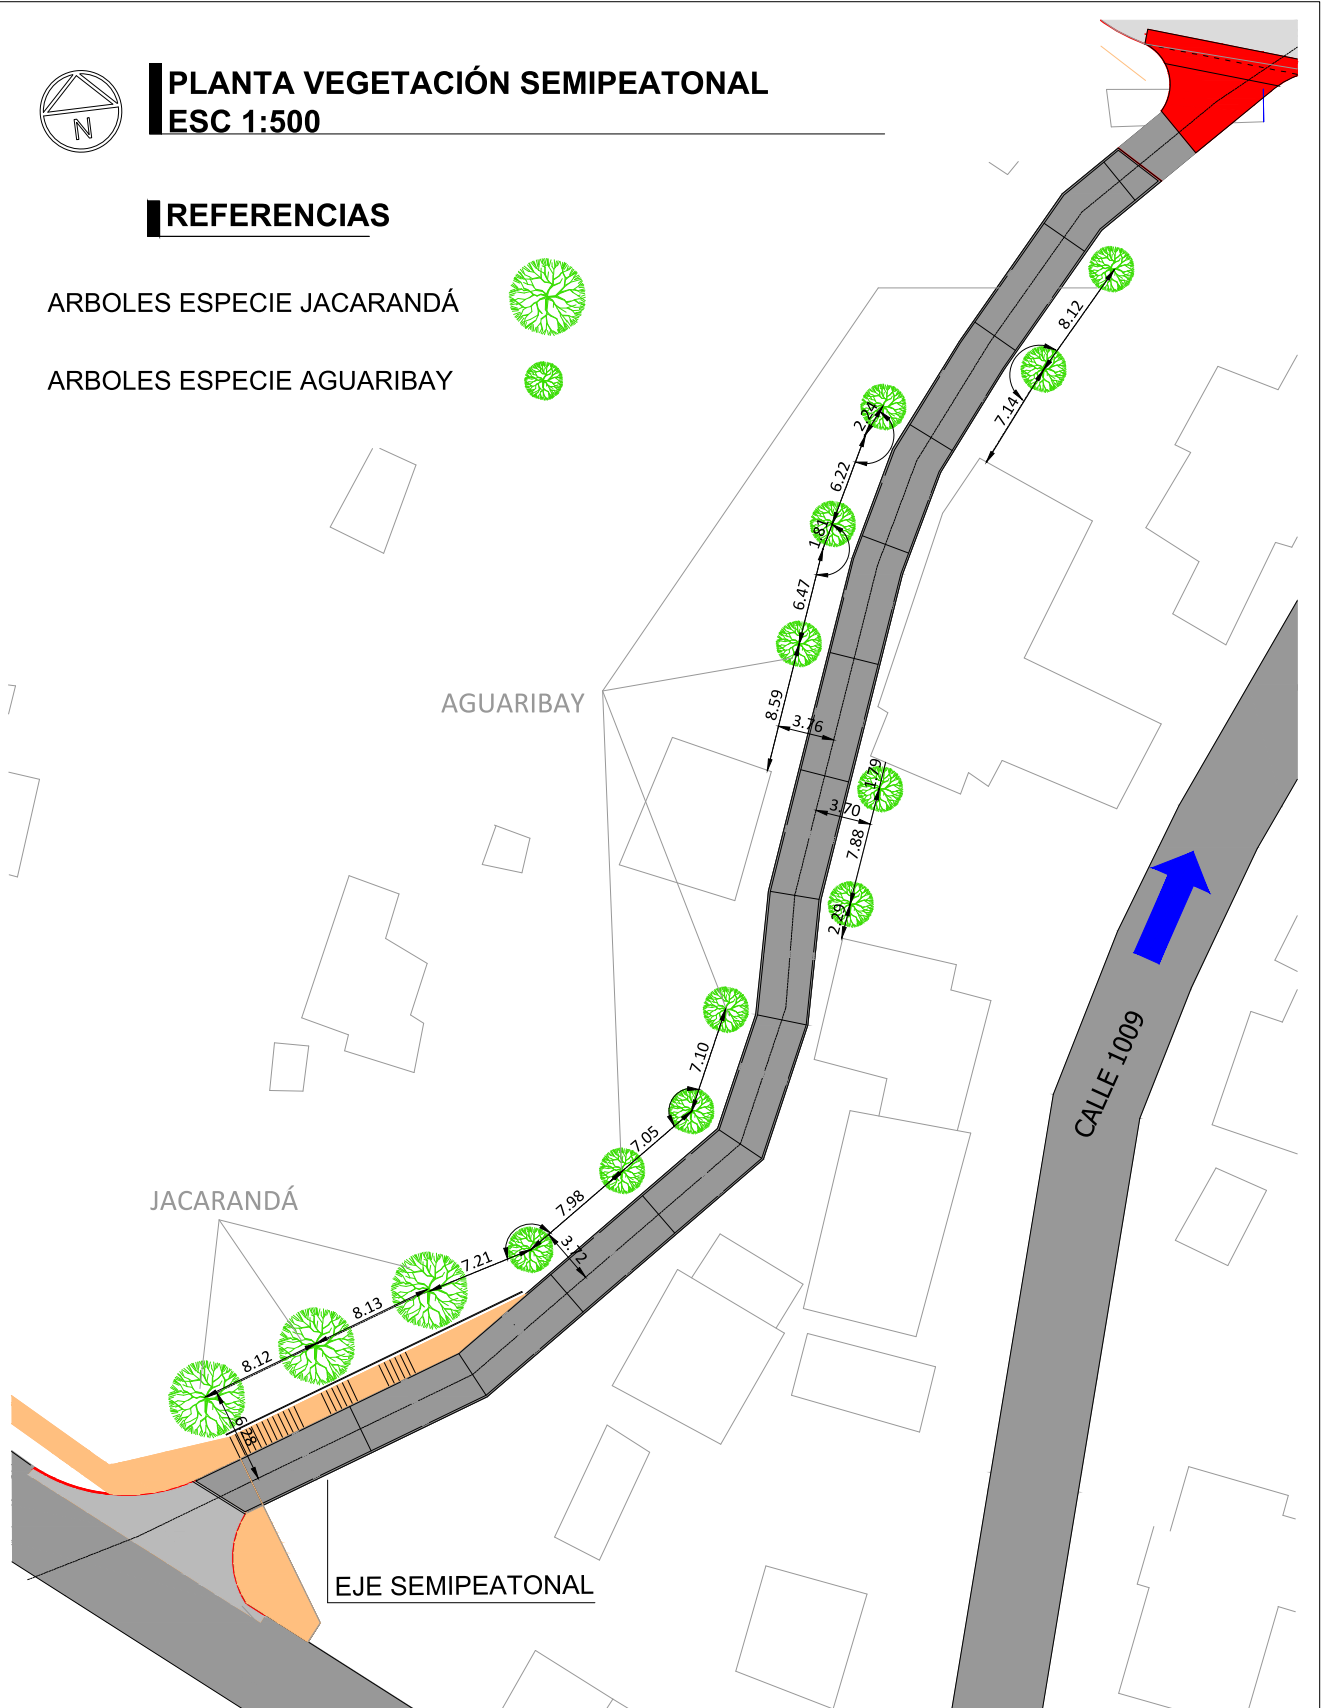 PLANTA VEGETACIÓN SEMIPEATONAL
ESC 1:500
N
REFERENCIAS
ARBOLES ESPECIE JACARANDÁ
ARBOLES ESPECIE AGUARIBAY
8.12
7.14
2.24
6.22
1.81
6.47
AGUARIBAY
8.59
3.76
1.79
3.70
7.88
2.29
CALLE 1009
7.10
7.05
7.98
3.72
JACARANDÁ
7.21
8.13
8.12
6.28
EJE SEMIPEATONAL